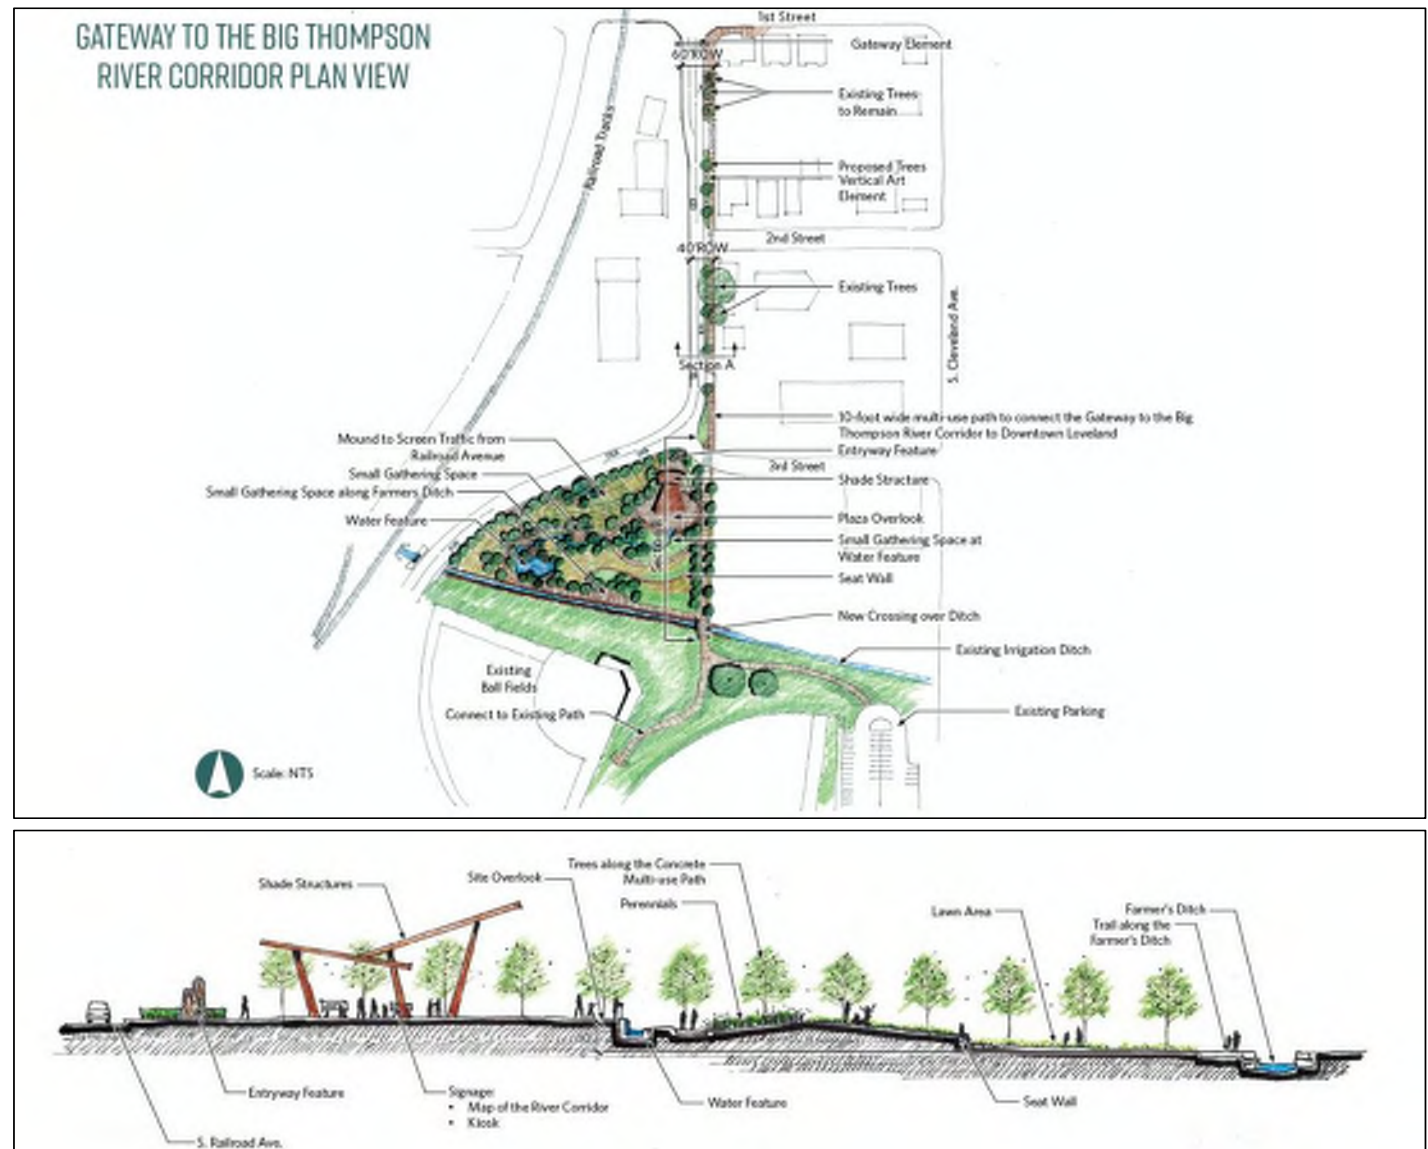 GATEWAY TO THE BIG THOMPSON
RIVER CORRIDOR PLAN VIEW
1st Street
60'ROW
Gateway Element
Existing Trees
to Remain
Railroad Tracks
Proposed Trees
Vertical Art
Element
2nd Street
40'ROW
Existing Trees
S. Cleveland Ave.
Section A
10-foot wide multi-use path to connect the Gateway to the Big
Thompson River Corridor to Downtown Loveland
Mound to Screen Traffic from
Railroad Avenue
Entryway Feature
3rd Street
Small Gathering Space
Shade Structure
Small Gathering Space along Farmers Ditch
Water Feature
Plaza Overlook
Small Gathering Space at
Water Feature
Seat Wall
New Crossing over Ditch
Existing Irrigation Ditch
Existing
Ball Fields
Connect to Existing Path
Existing Parking
Scale: NTS
Trees along the Concrete
Multi-use Path
Shade Structures
Site Overlook
Perennials
Lawn Area
Farmer's Ditch
Trail along the
Farmer's Ditch
Entryway Feature
Signage:
• Map of the River Corridor
• Kiosk
Water Feature
Seat Wall
S. Railroad Ave.